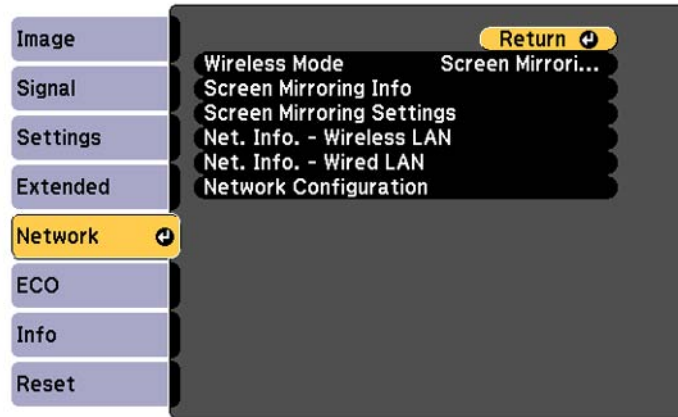 Image
Signal
Settings
Extended
Network
ECO
Info
Reset
Return
Wireless Mode Screen Mirrori...
Screen Mirroring Info
Screen Mirroring Settings
Net. Info. - Wireless LAN
Net. Info. - Wired LAN
Network Configuration